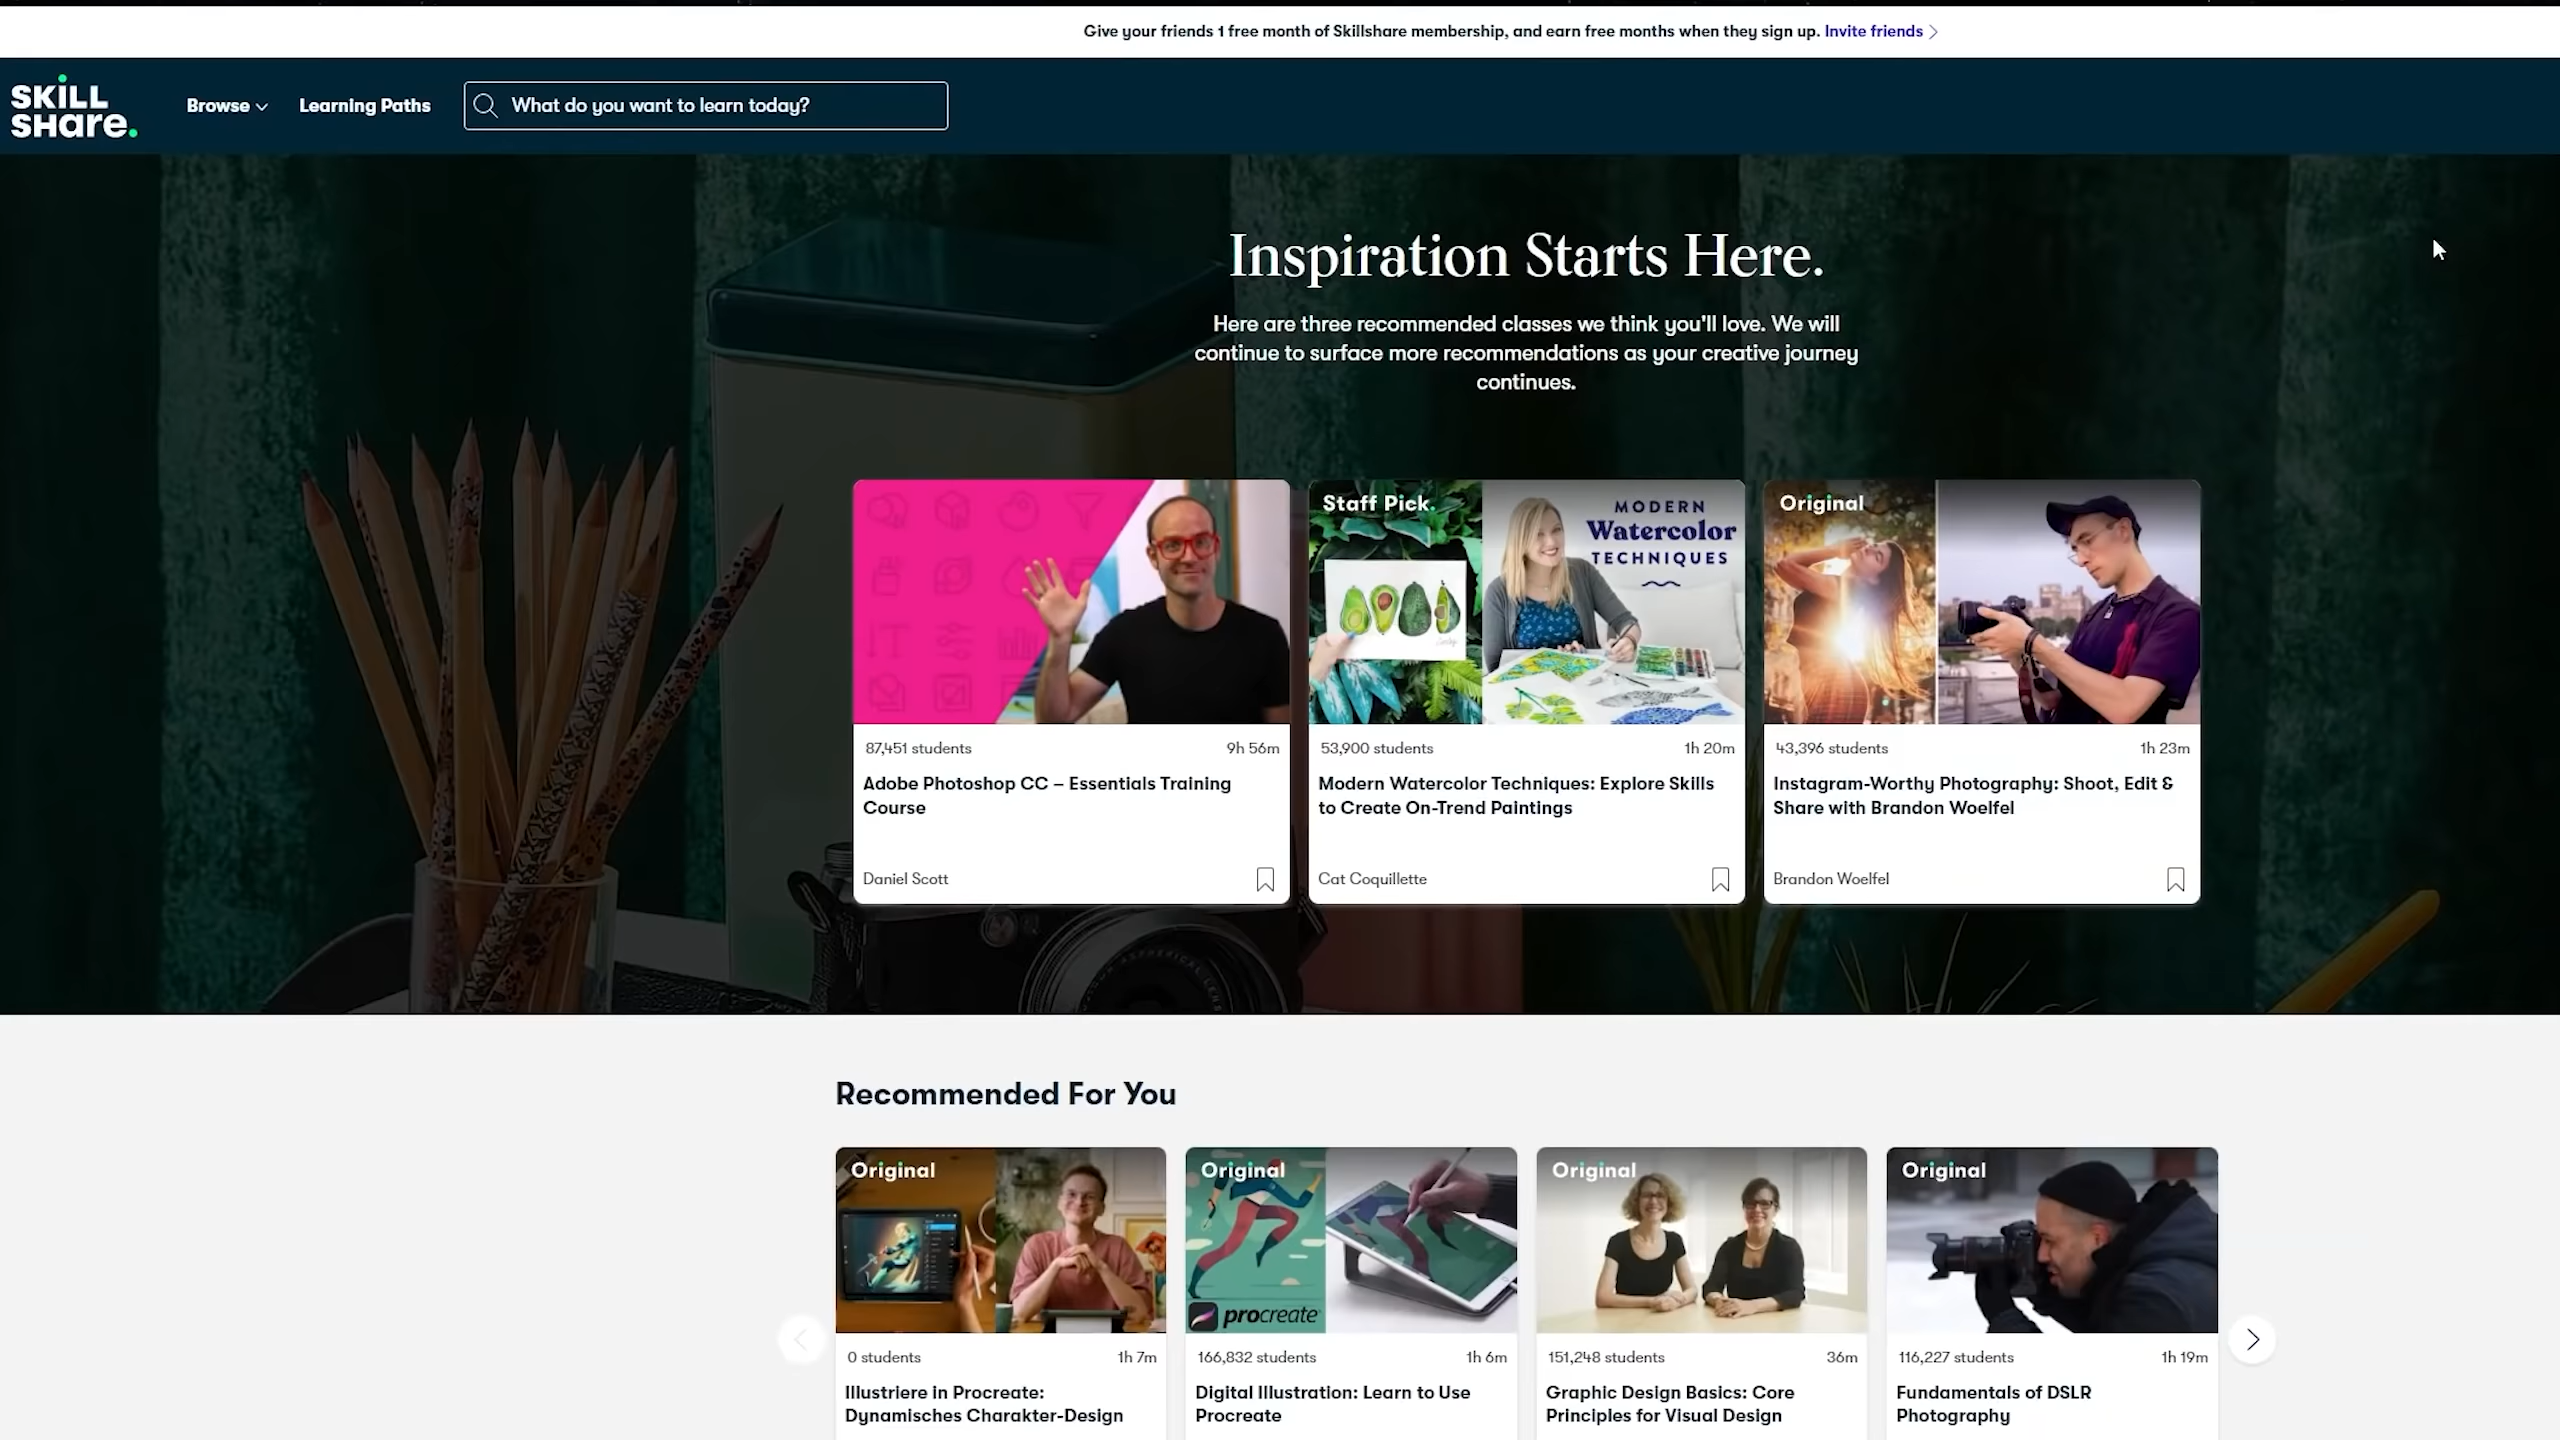 Give your friends 1 free month of Skillshare membership, and earn free months when they sign up. Invite friends
SKILL
SHare.
Browse
Learning Paths
What do you want to learn today?
Inspiration Starts Here.
Here are three recommended classes we think you'll love. We will
continue to surface more recommendations as your creative journey
continues.
Staff Pick.
MODERN
Watercolor
TECHNIQUES
Original
87,451 students
9h 56m
Adobe Photoshop CC – Essentials Training
Course
Daniel Scott
53,900 students
1h 20m
Modern Watercolor Techniques: Explore Skills
to Create On-Trend Paintings
Cat Coquillette
43,396 students
1h 23m
Instagram-Worthy Photography: Shoot, Edit &
Share with Brandon Woelfel
Brandon Woelfel
Recommended For You
Original
0 students
1h 7m
Illustriere in Procreate:
Dynamisches Charakter-Design
Original
procreate
166,832 students
1h 6m
Digital Illustration: Learn to Use
Procreate
Original
151,248 students
36m
Graphic Design Basics: Core
Principles for Visual Design
Original
116,227 students
1h 19m
Fundamentals of DSLR
Photography